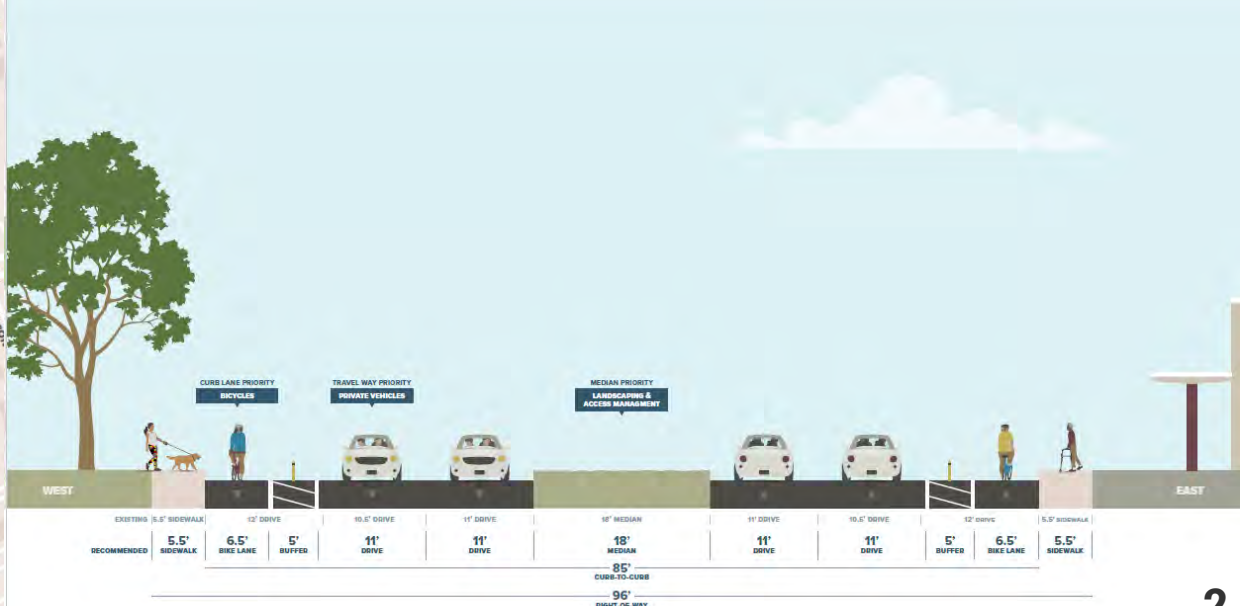 CURB LANE PRIORITY
BICYCLES
TRAVEL WAY PRIORITY
PRIVATE VEHICLES
MEDIAN PRIORITY
LANDSCAPING &
ACCESS MANAGMENT
WEST
EAST
EXISTING 5.5' SIDEWALK 12' DRIVE 10.5' DRIVE 11' DRIVE 18' MEDIAN 11' DRIVE 10.5' DRIVE 12' DRIVE 5.5' SIDEWALK
5.5' 6.5' 5' 11' 11' 18' 11' 11' 5' 6.5' 5.5'
RECOMMENDED SIDEWALK BIKE LANE BUFFER DRIVE DRIVE MEDIAN DRIVE DRIVE BUFFER BIKE LANE SIDEWALK
85'
CURB-TO-CURB
96'
RIGHT OF WAY
2